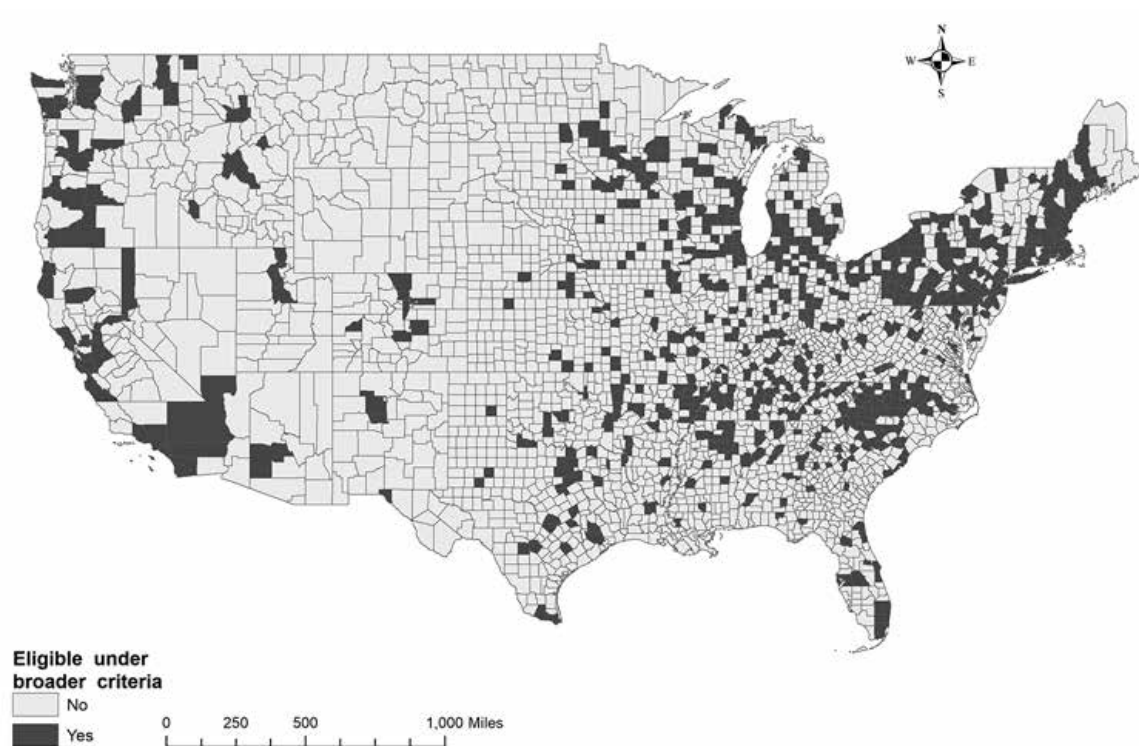 N
W E
S
Eligible under
broader criteria
No
Yes
0 250 500 1,000 Miles